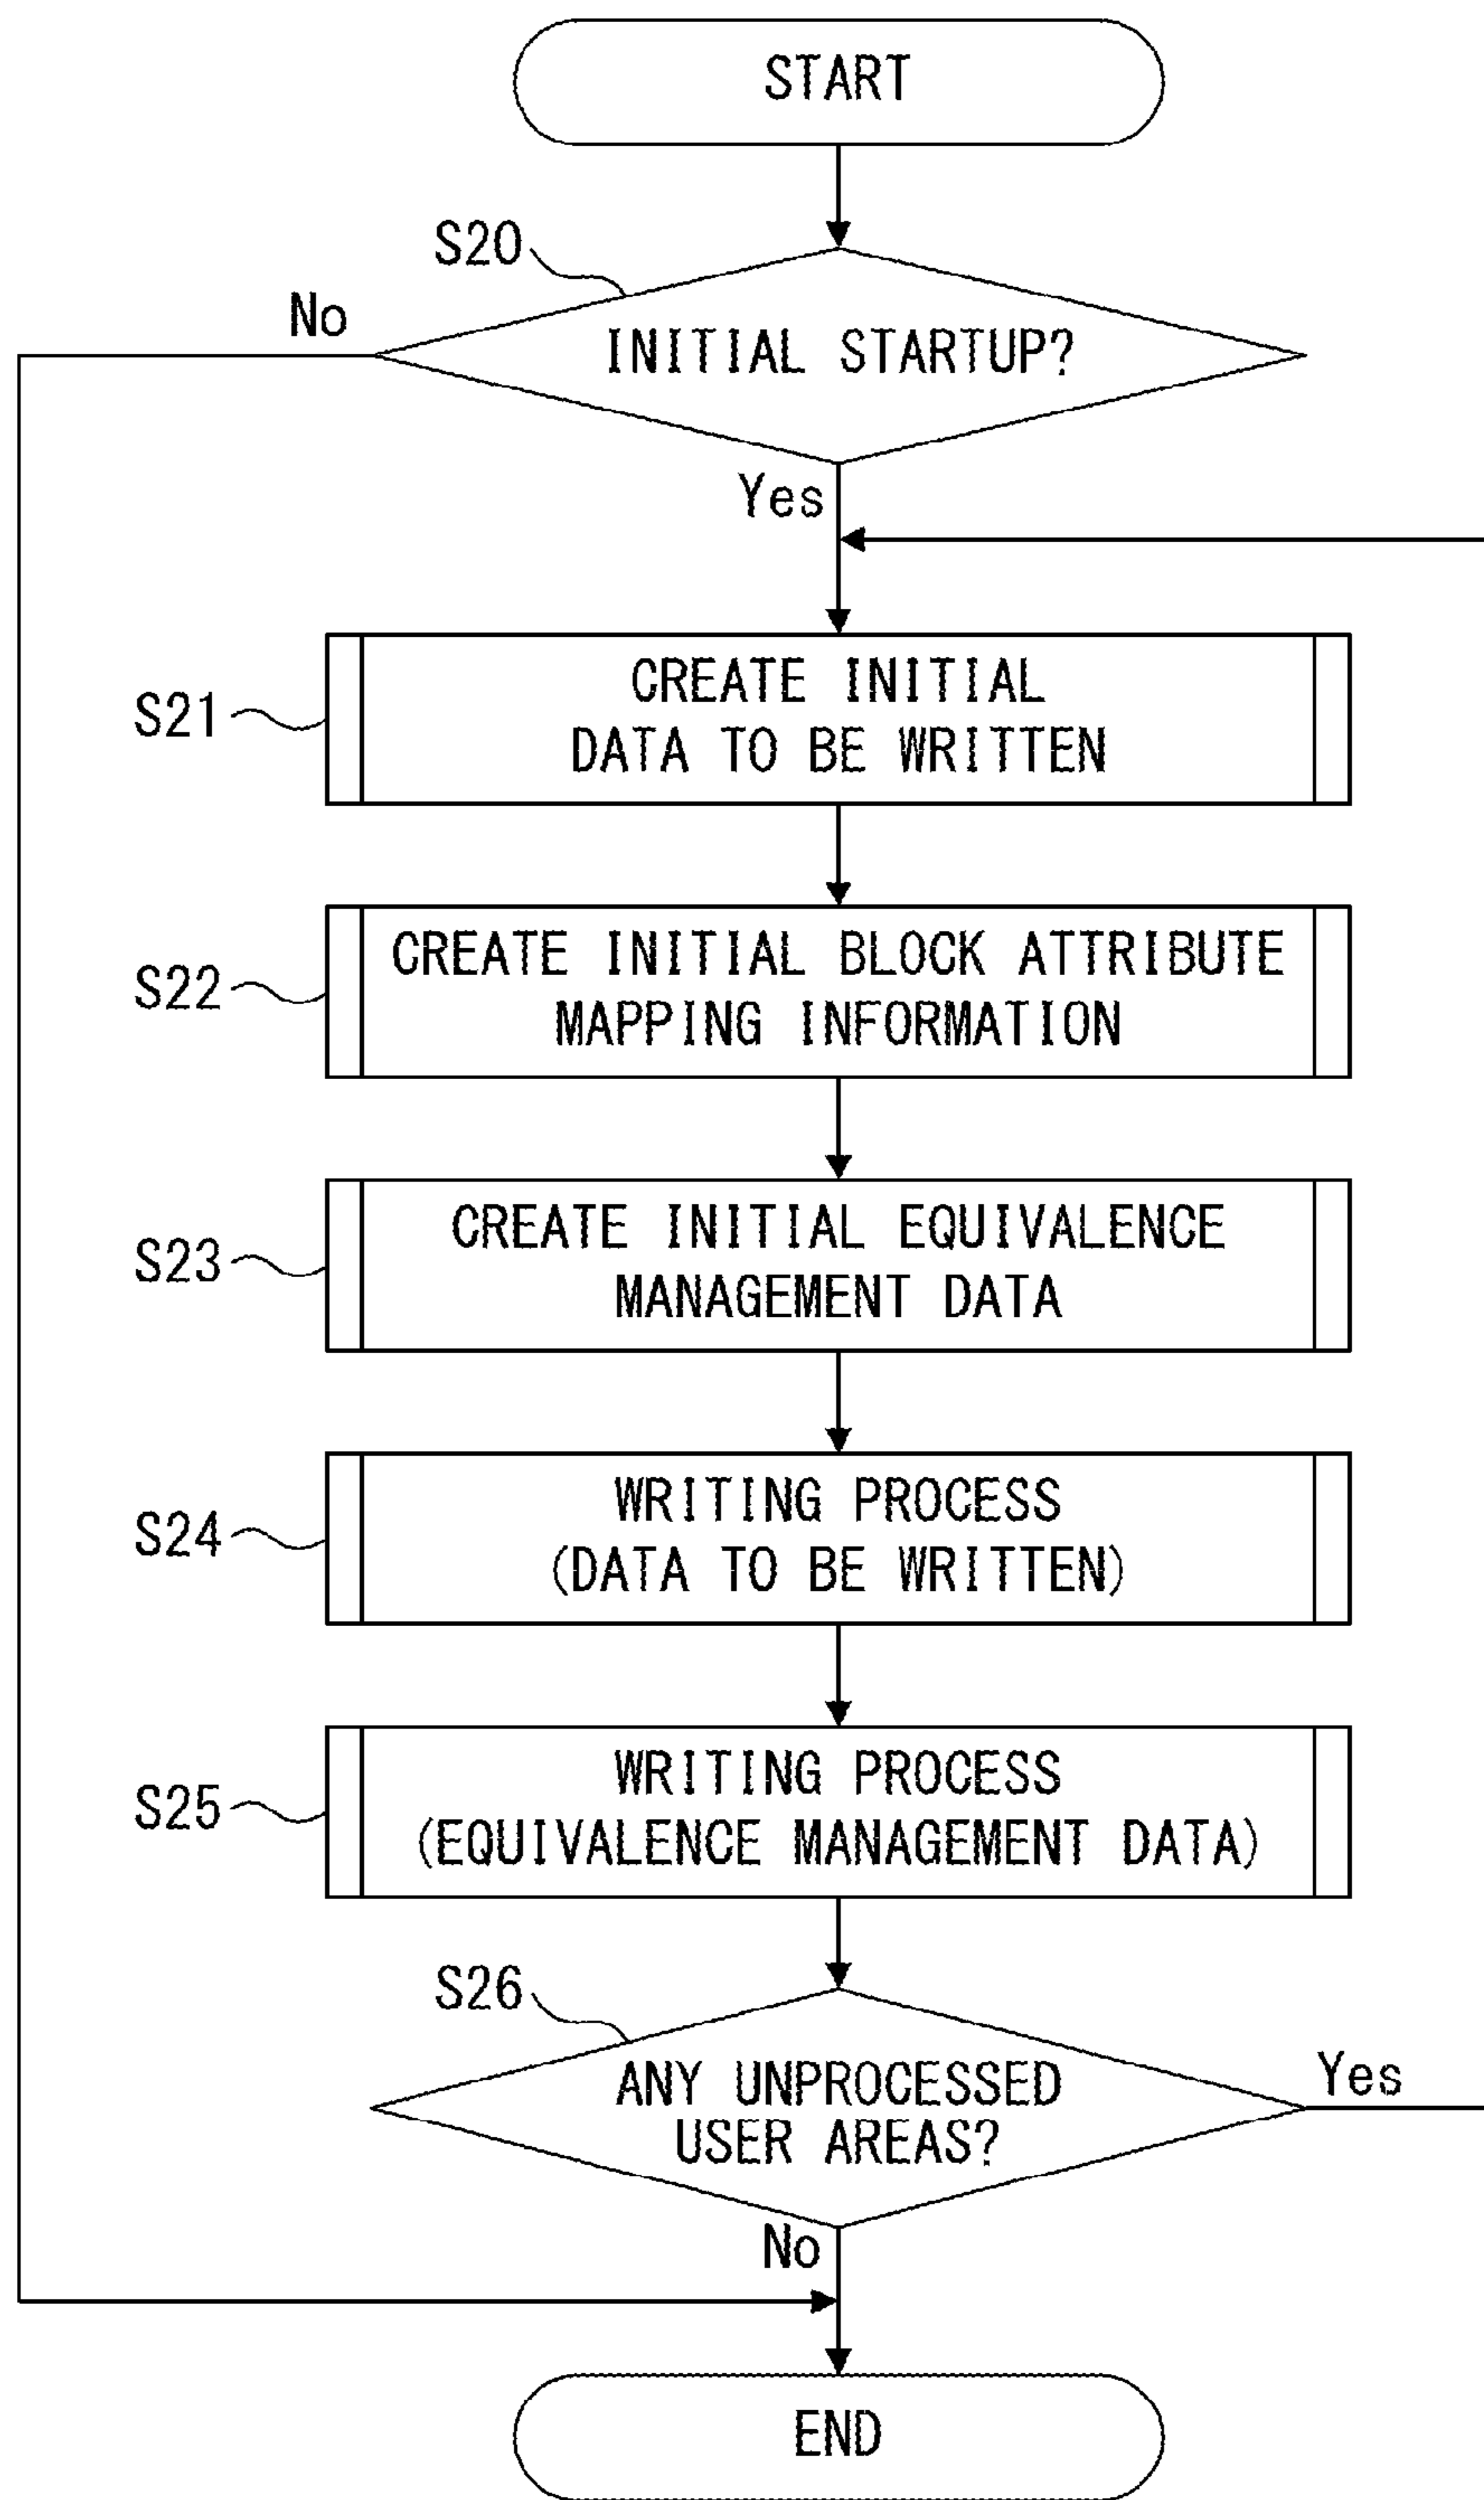 START
S20
No
INITIAL STARTUP?
Yes
S21
CREATE INITIAL
DATA TO BE WRITTEN
S22
CREATE INITIAL BLOCK ATTRIBUTE
MAPPING INFORMATION
S23
CREATE INITIAL EQUIVALENCE
MANAGEMENT DATA
S24
WRITING PROCESS
(DATA TO BE WRITTEN)
S25
WRITING PROCESS
(EQUIVALENCE MANAGEMENT DATA)
S26
ANY UNPROCESSED
USER AREAS?
Yes
No
END